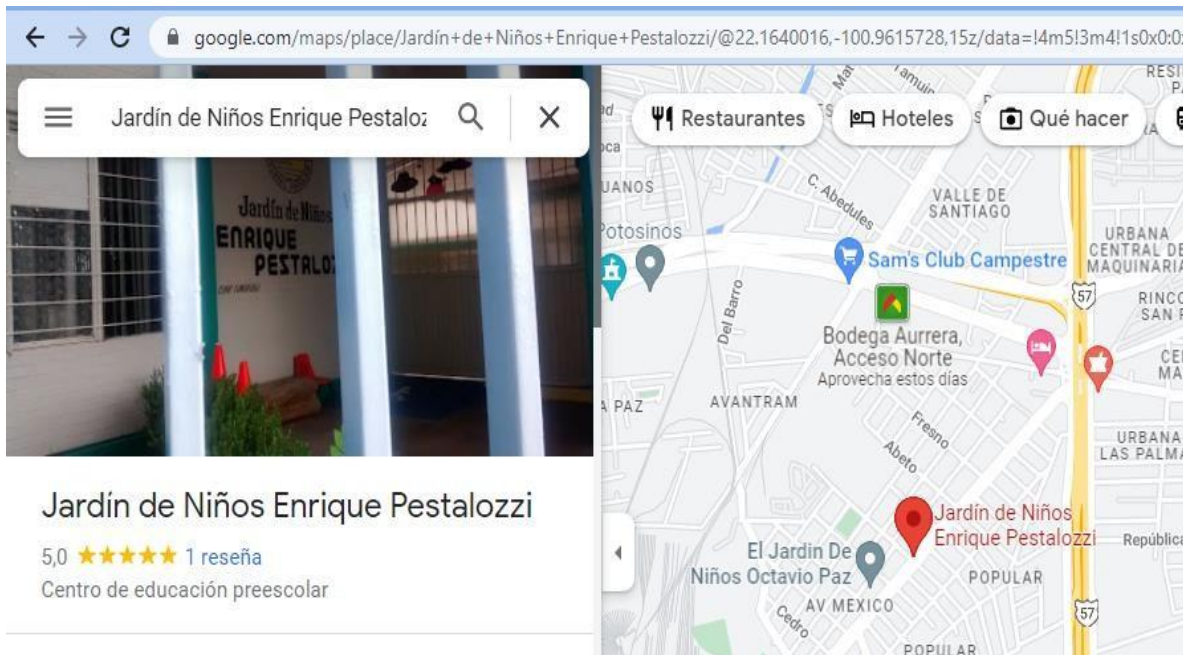 google.com/maps/place/Jardín+de+Niños+Enrique+Pestalozzi/@22.1640016,-100.9615728,15z/data=!4m5!3m4!1s0x0:0
Jardín de Niños Enrique Pestaloz
Jardín de Niños
ENRIQUE
PESTALOZ
Jardín de Niños Enrique Pestalozzi
5,0
1 reseña
Centro de educación preescolar
Restaurantes
Hoteles
Qué hacer
Tamuin
RESI
C. Abedules
VALLE DE
SANTIAGO
UANOS
Potosinos
Sam's Club Campestre
URBANA
CENTRAL DE
MAQUINARIA
57
RINCO
SAN
Del Barro
Bodega Aurrera,
Acceso Norte
Aprovecha estos días
CE
MA
A PAZ
AVANTRAM
Fresno
Abeto
URBANA
LAS PALMA
Jardín de Niños
Enrique Pestalozzi
República
El Jardin De
Niños Octavio Paz
POPULAR
AV MEXICO
Cedro
57
POPULAR